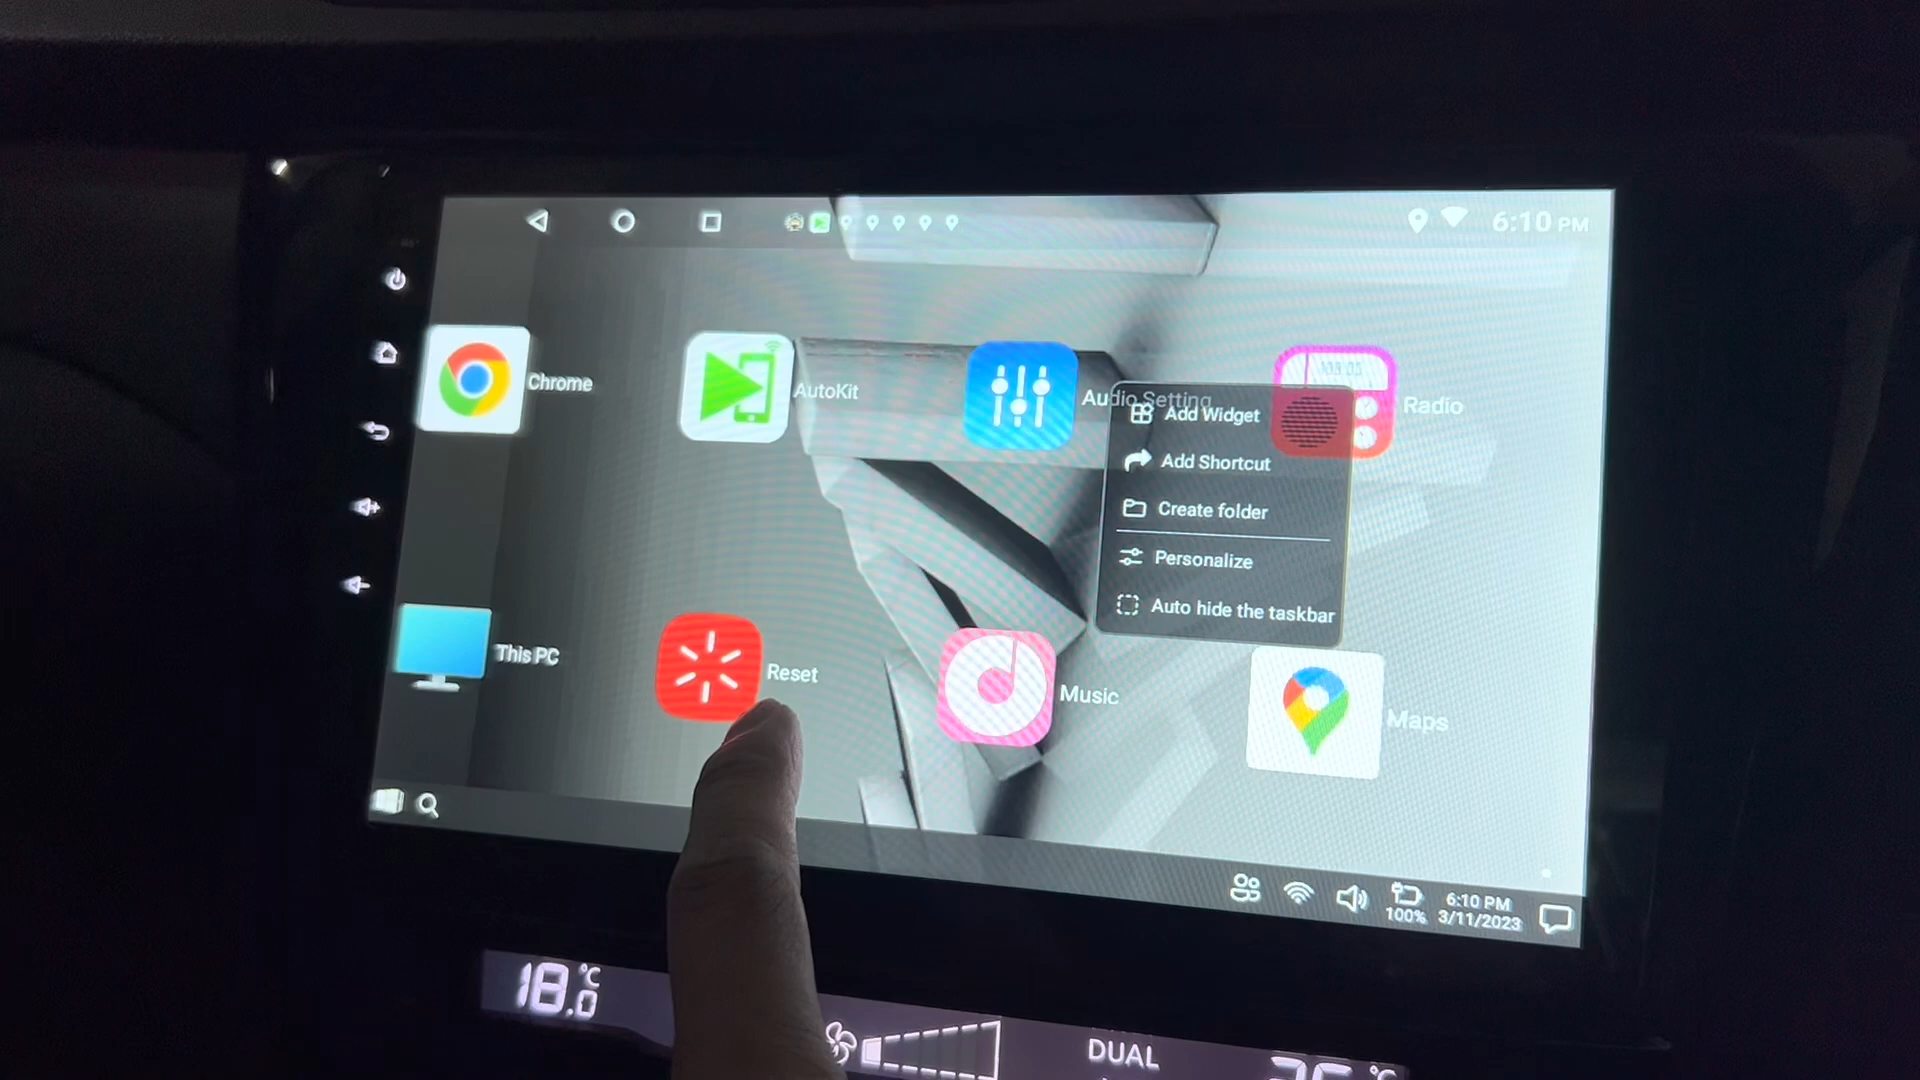 6:10 PM
Chrome
AutoKit
Audio Setting
Radio
Add Widget
Add Shortcut
Create folder
Personalize
Auto hide the taskbar
This PC
Reset
Music
Maps
6:10 PM
100% 3/11/2023
18.0 °C
DUAL
°C